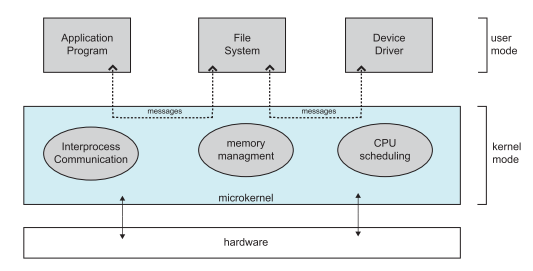 Application
Program
File
System
Device
Driver
user
mode
messages
messages
Interprocess
Communication
memory
managment
CPU
scheduling
kernel
mode
microkernel
hardware